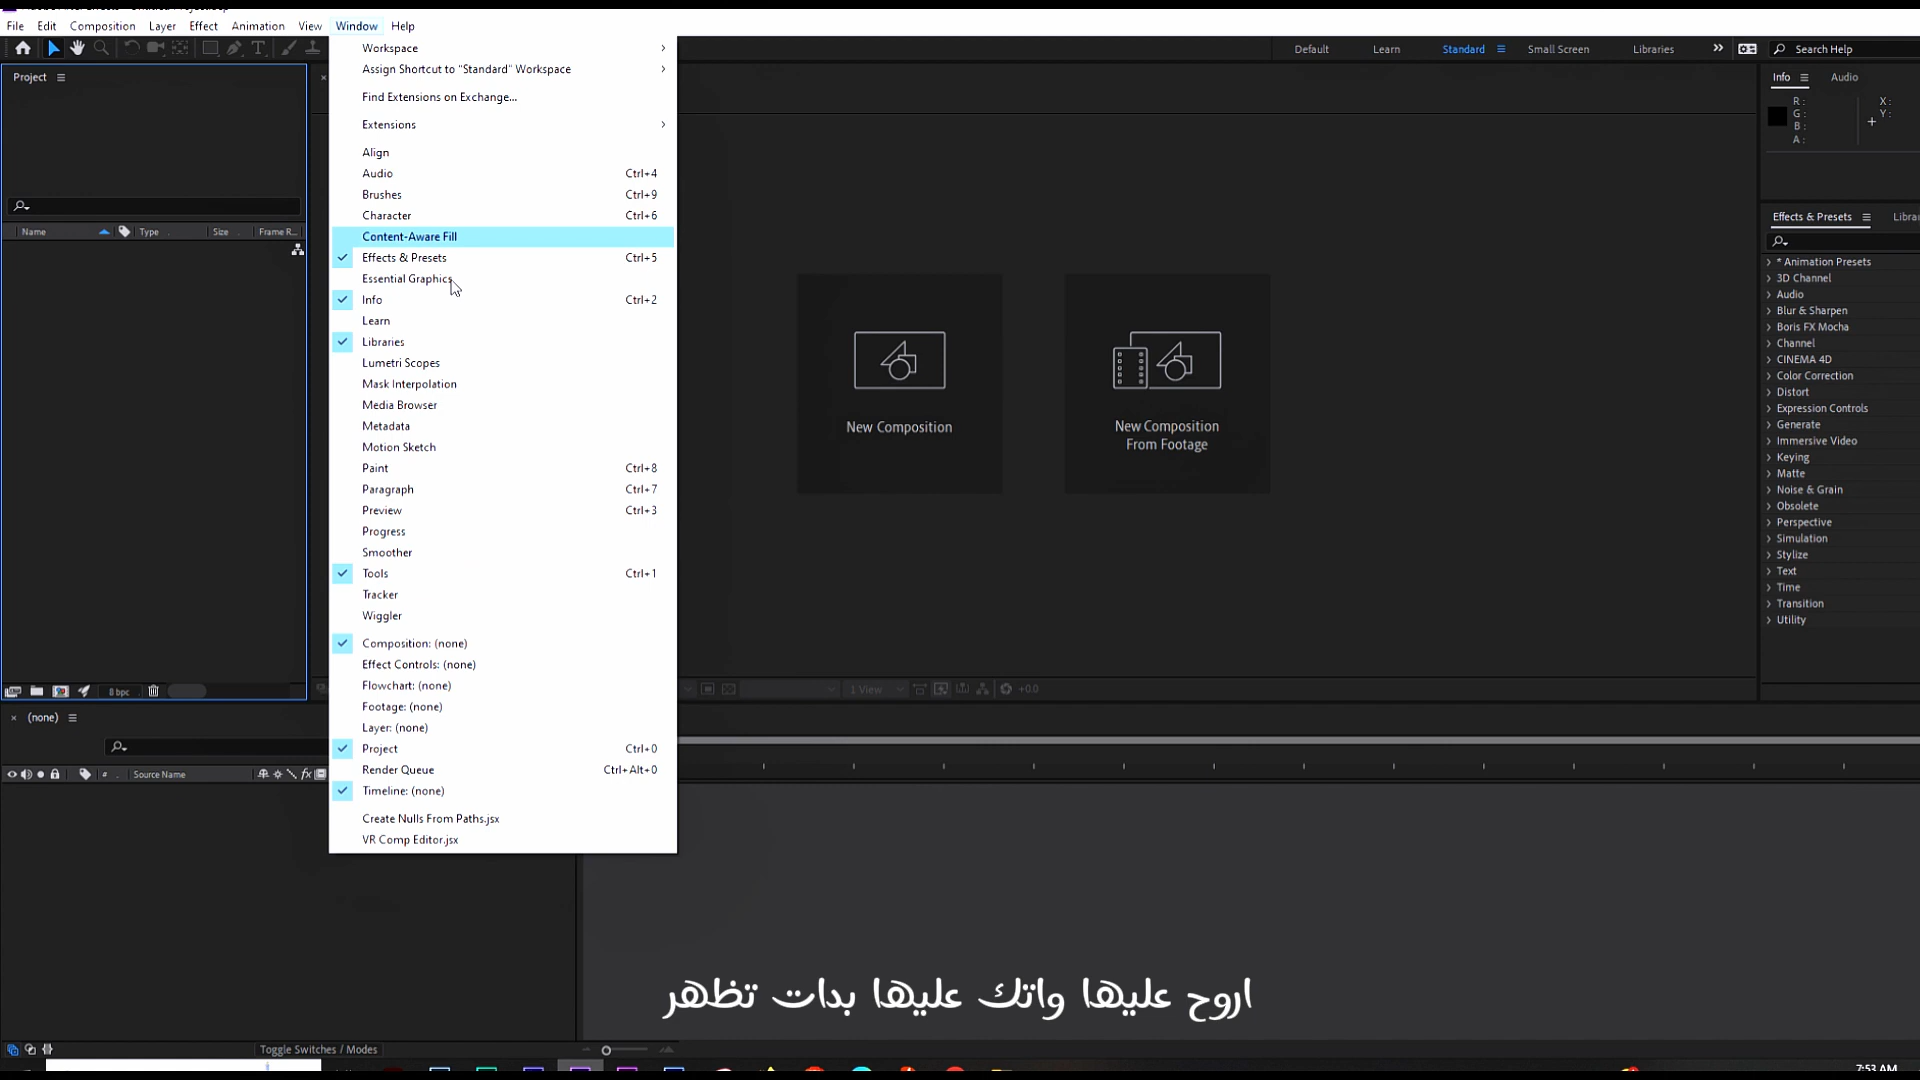 File Edit Composition Layer Effect Animation View Window Help
Default Learn Standard Small Screen Libraries Search Help
Project
Name Type Size Frame R...
8 bpc
Workspace
Assign Shortcut to "Standard" Workspace
Find Extensions on Exchange...
Extensions
Align
Audio Ctrl+4
Brushes Ctrl+9
Character Ctrl+6
Content-Aware Fill
Effects & Presets Ctrl+5
Essential Graphics
Info Ctrl+2
Learn
Libraries
Lumetri Scopes
Mask Interpolation
Media Browser
Metadata
Motion Sketch
Paint Ctrl+8
Paragraph Ctrl+7
Preview Ctrl+3
Progress
Smoother
Tools Ctrl+1
Tracker
Wiggler
Composition: (none)
Effect Controls: (none)
Flowchart: (none)
Footage: (none)
Layer: (none)
Project Ctrl+0
Render Queue Ctrl+Alt+0
Timeline: (none)
Create Nulls From Paths.jsx
VR Comp Editor.jsx
New Composition
New Composition
From Footage
1 View +0.0
Info Audio
R:
G:
B:
A:
X:
Y:
Effects & Presets
* Animation Presets
3D Channel
Audio
Blur & Sharpen
Boris FX Mocha
Channel
CINEMA 4D
Color Correction
Distort
Expression Controls
Generate
Immersive Video
Keying
Matte
Noise & Grain
Obsolete
Perspective
Simulation
Stylize
Text
Time
Transition
Utility
(none)
# Source Name fx
Toggle Switches / Modes
اروح عليها واتك عليها بدات تظهر
7:53 AM